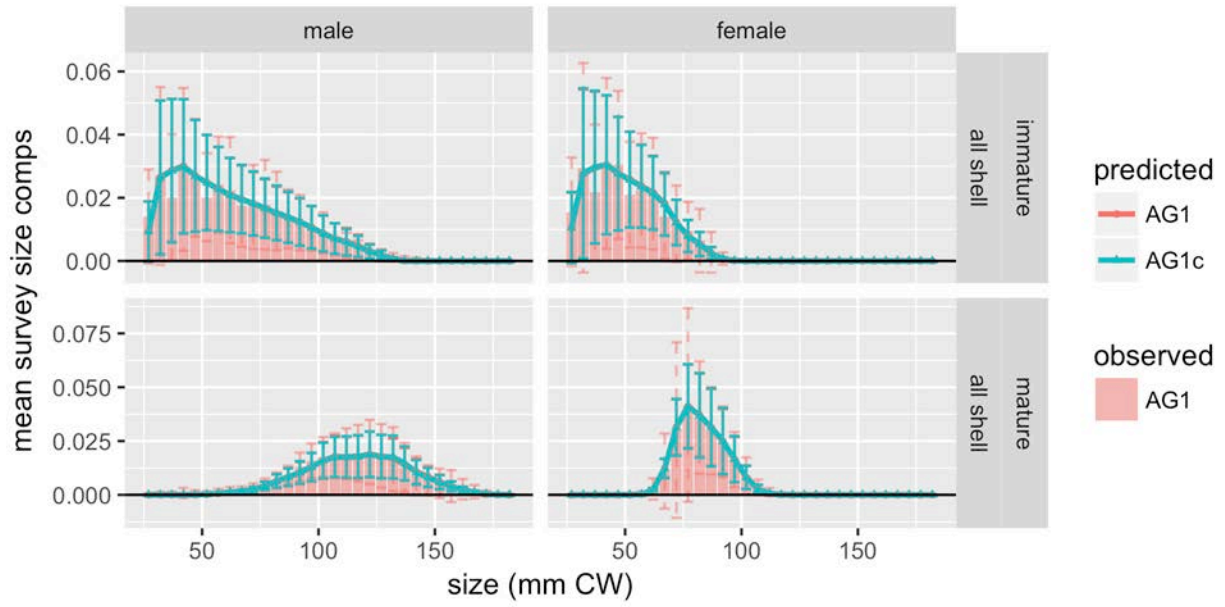 male
female
mean survey size comps
0.06
0.04
0.02
0.00
all shell
immature
0.075
0.050
0.025
0.000
all shell
mature
50
100
150
50
100
150
size (mm CW)
predicted
AG1
AG1c
observed
AG1